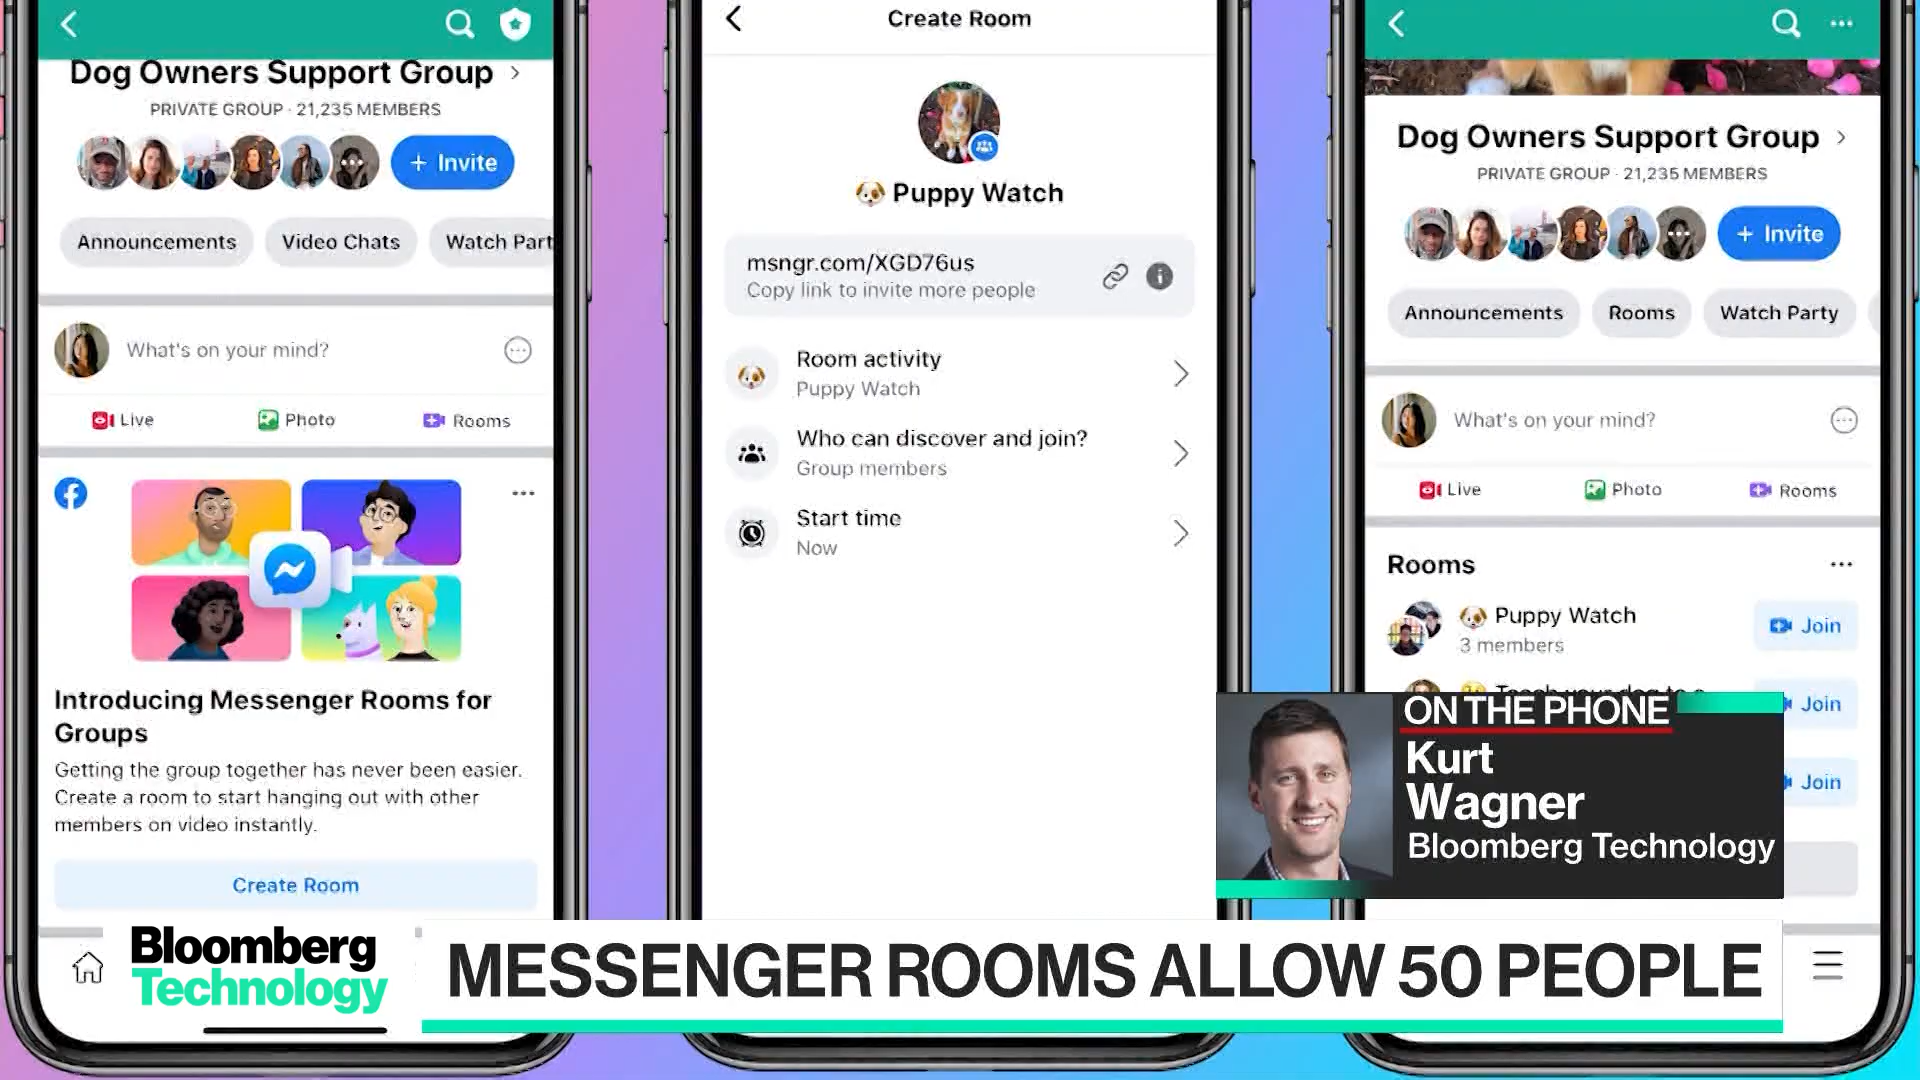 Dog Owners Support Group
PRIVATE GROUP · 21,235 MEMBERS
+ Invite
Announcements
Video Chats
Watch Part
What's on your mind?
Live
Photo
Rooms
Introducing Messenger Rooms for
Groups
Getting the group together has never been easier.
Create a room to start hanging out with other
members on video instantly.
Create Room
Create Room
Puppy Watch
msngr.com/XGD76us
Copy link to invite more people
Room activity
Puppy Watch
Who can discover and join?
Group members
Start time
Now
Dog Owners Support Group
PRIVATE GROUP · 21,235 MEMBERS
+ Invite
Announcements
Rooms
Watch Party
What's on your mind?
Live
Photo
Rooms
Rooms
Puppy Watch
3 members
Join
Join
Join
ON THE PHONE
Kurt
Wagner
Bloomberg Technology
Bloomberg
Technology
MESSENGER ROOMS ALLOW 50 PEOPLE